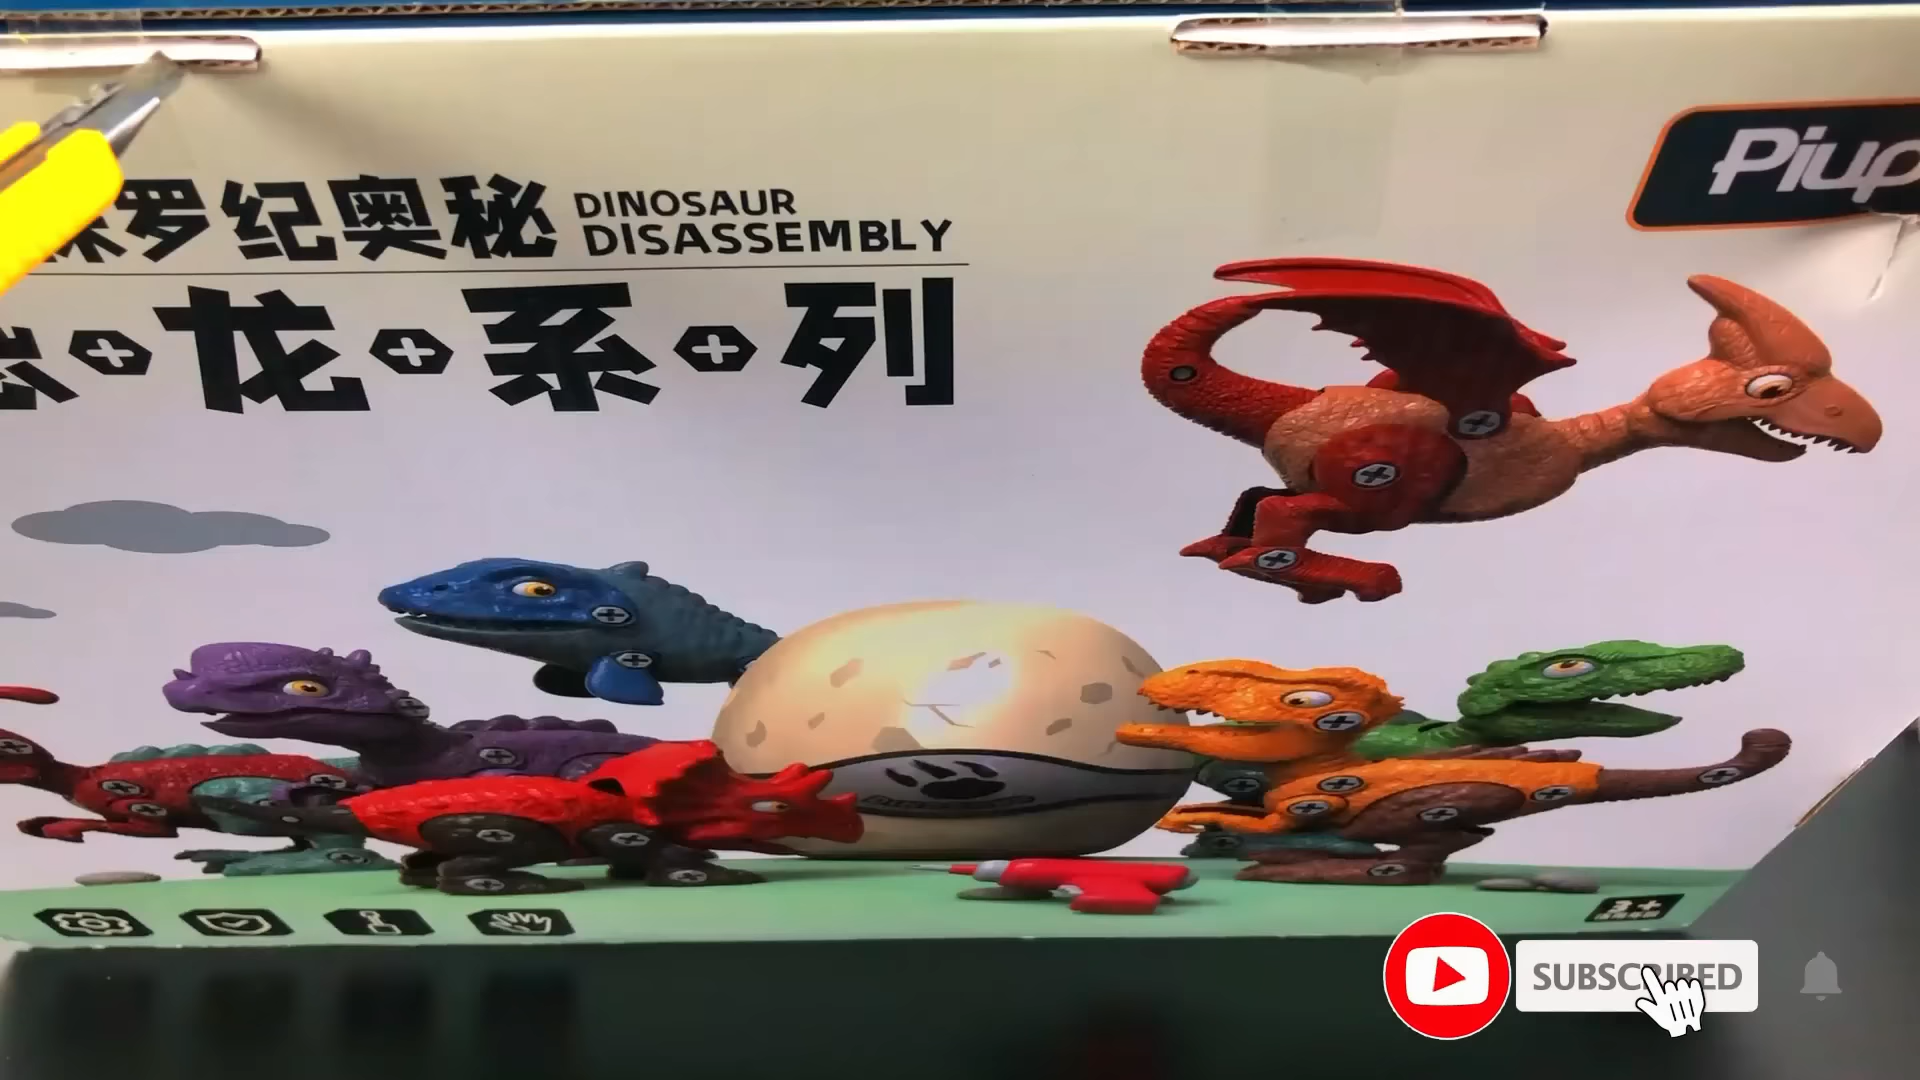 Piup
罗纪奥秘
DINOSAUR
DISASSEMBLY
龙系列
3+
SUBSCRIBED